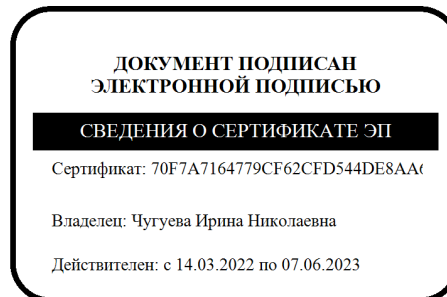 ДОКУМЕНТ ПОДПИСАН
ЭЛЕКТРОННОЙ ПОДПИСЬЮ
СВЕДЕНИЯ О СЕРТИФИКАТЕ ЭП
Сертификат: 70F7A7164779CF62CFD544DE8AA6
Владелец: Чугуева Ирина Николаевна
Действителен: с 14.03.2022 по 07.06.2023